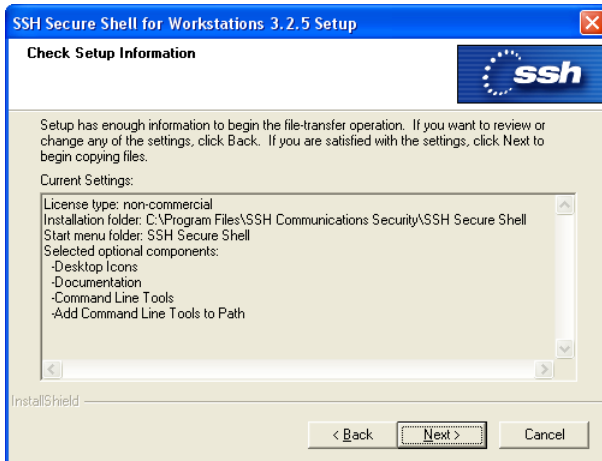 SSH Secure Shell for Workstations 3.2.5 Setup
Check Setup Information
ssh
Setup has enough information to begin the file-transfer operation.  If you want to review or
change any of the settings, click Back.  If you are satisfied with the settings, click Next to
begin copying files.
Current Settings:
License type: non-commercial
Installation folder: C:\Program Files\SSH Communications Security\SSH Secure Shell
Start menu folder: SSH Secure Shell
Selected optional components:
-Desktop Icons
-Documentation
-Command Line Tools
-Add Command Line Tools to Path
InstallShield
< Back
Next >
Cancel